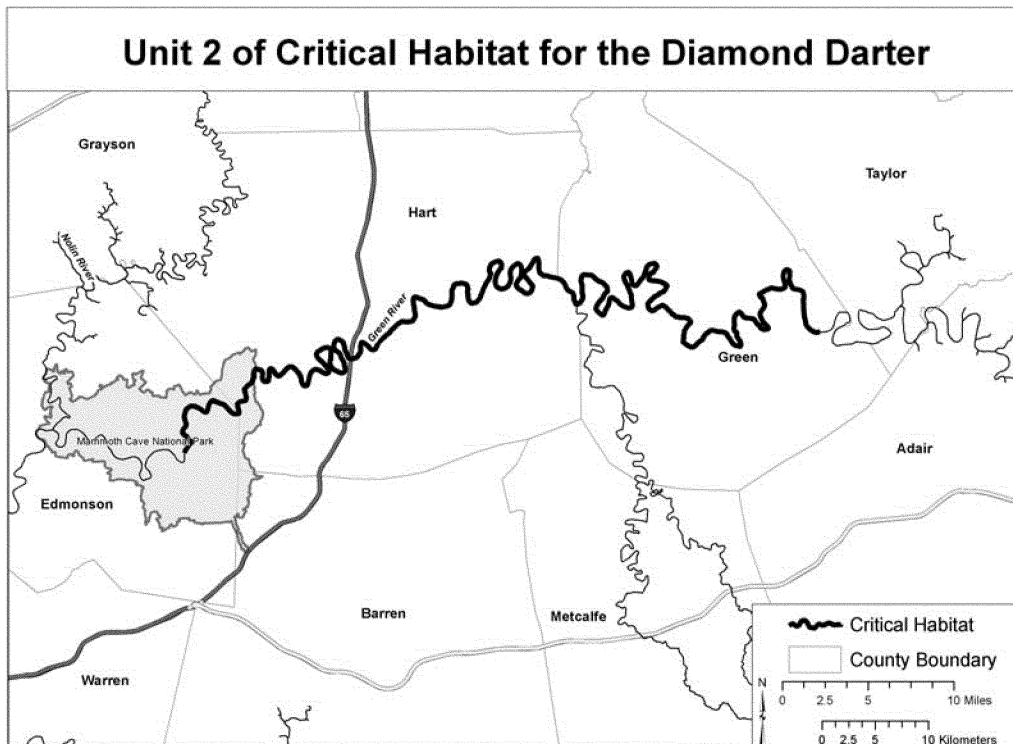 Unit 2 of Critical Habitat for the Diamond Darter
Grayson
Taylor
Hart
Nolin River
Green River
Green
65
Mammoth Cave National Park
Adair
Edmonson
Barren
Metcalfe
Warren
Critical Habitat
County Boundary
N
0 2.5 5 10 Miles
0 2.5 5 10 Kilometers